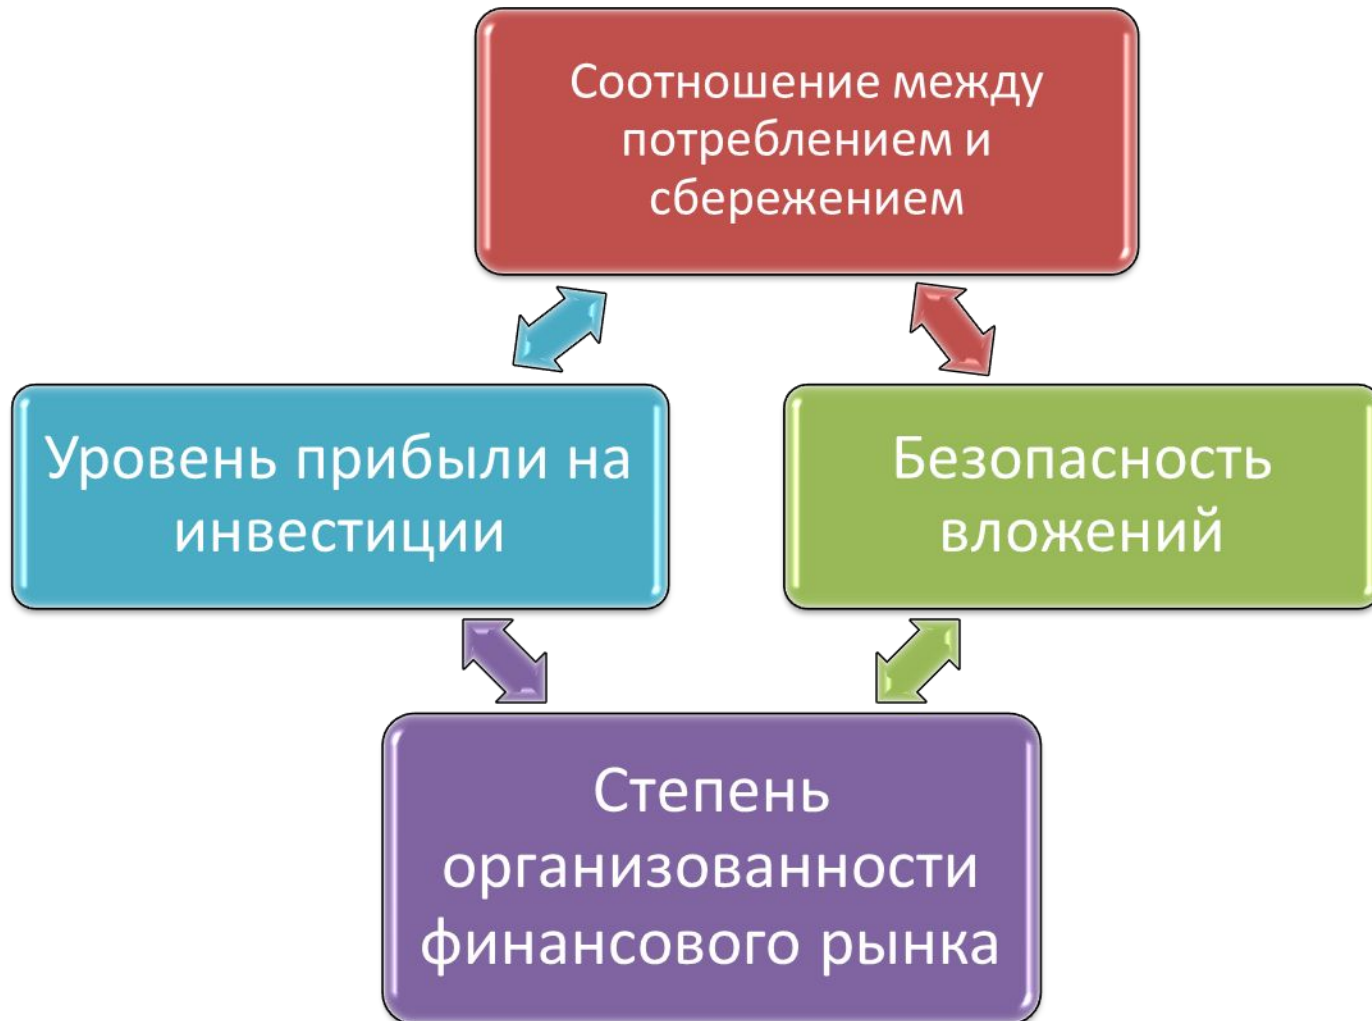 Соотношение между
потреблением и
сбережением
Уровень прибыли на
инвестиции
Безопасность
вложений
Степень
организованности
финансового рынка